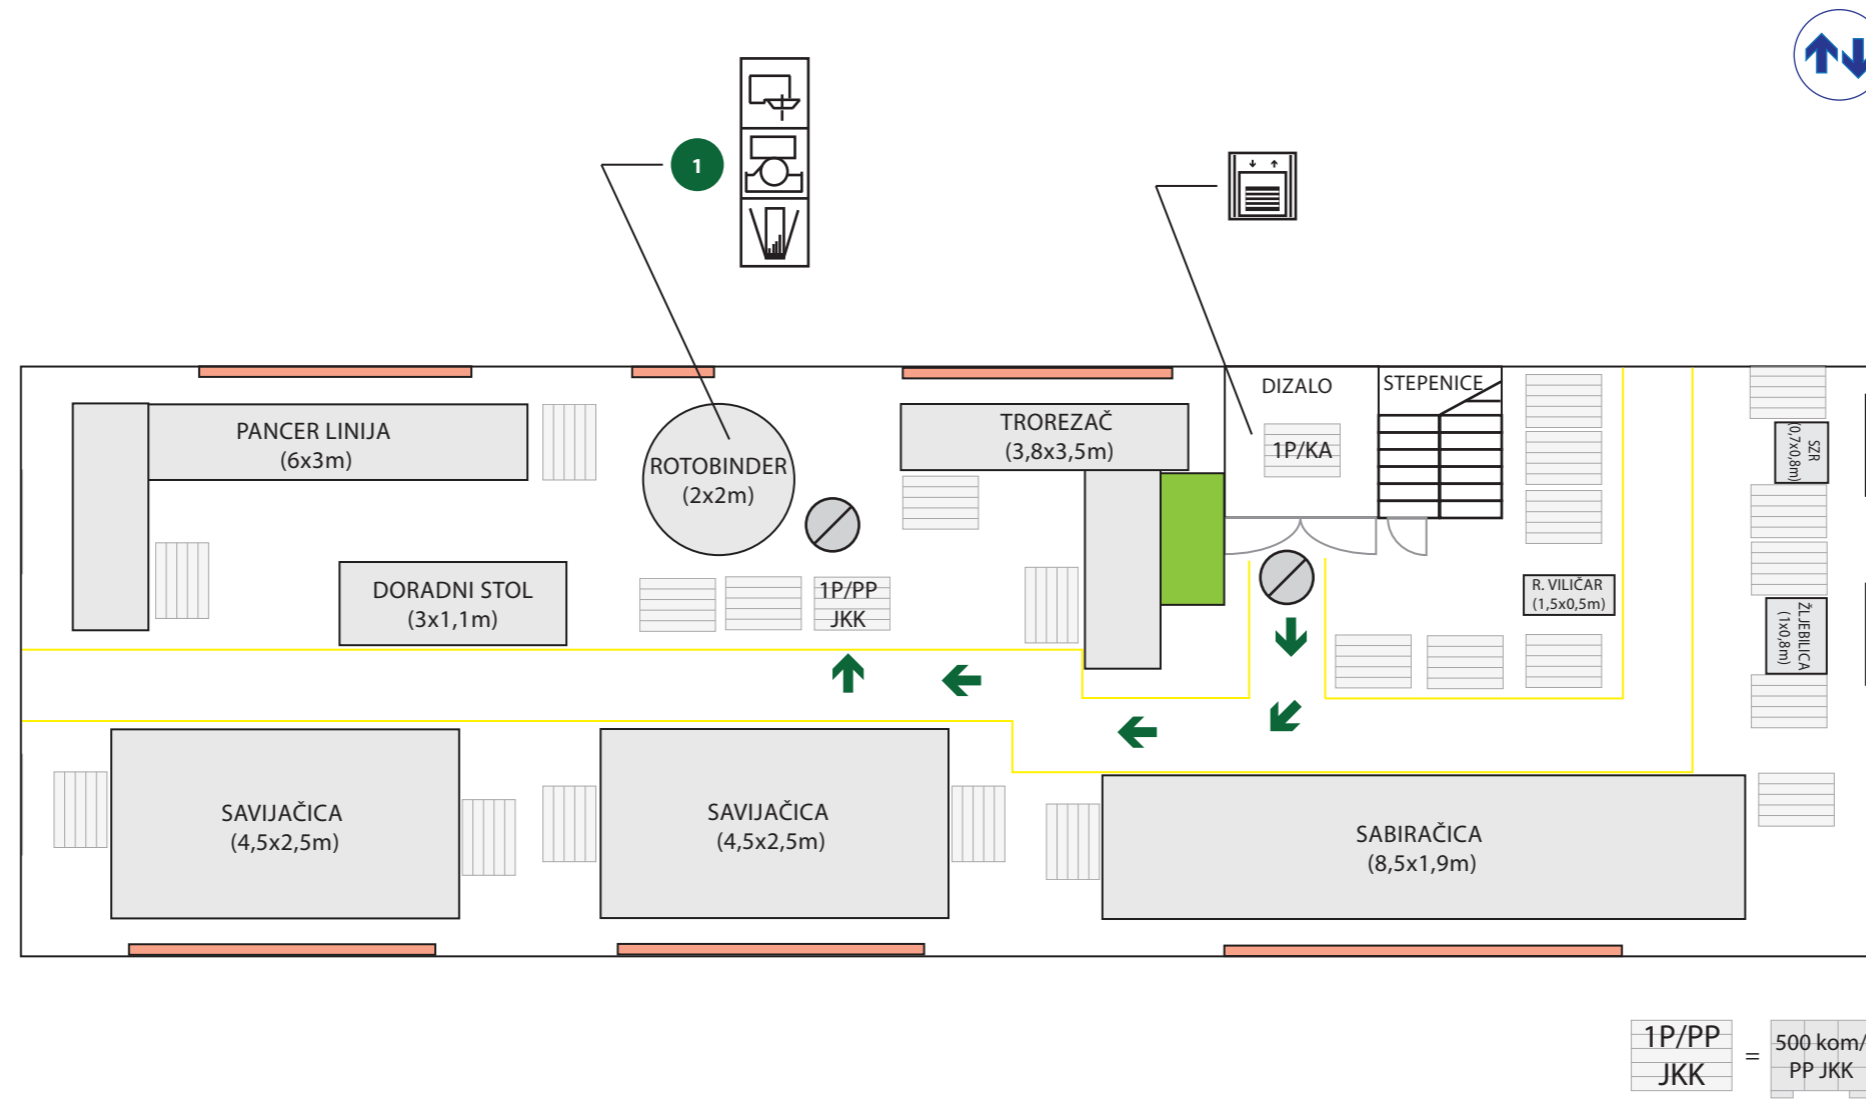 1
DIZALO
STEPENICE
PANCER LINIJA
(6x3m)
ROTOBINDER
(2x2m)
TROREZAČ
(3,8x3,5m)
1P/KA
SZR
(0,7x0,8m)
DORADNI STOL
(3x1,1m)
1P/PP
JKK
R. VILIČAR
(1,5x0,5m)
ŽLJEBILICA
(1x0,8m)
SAVIJAČICA
(4,5x2,5m)
SAVIJAČICA
(4,5x2,5m)
SABIRAČICA
(8,5x1,9m)
1P/PP
JKK
=
500 kom/
PP JKK